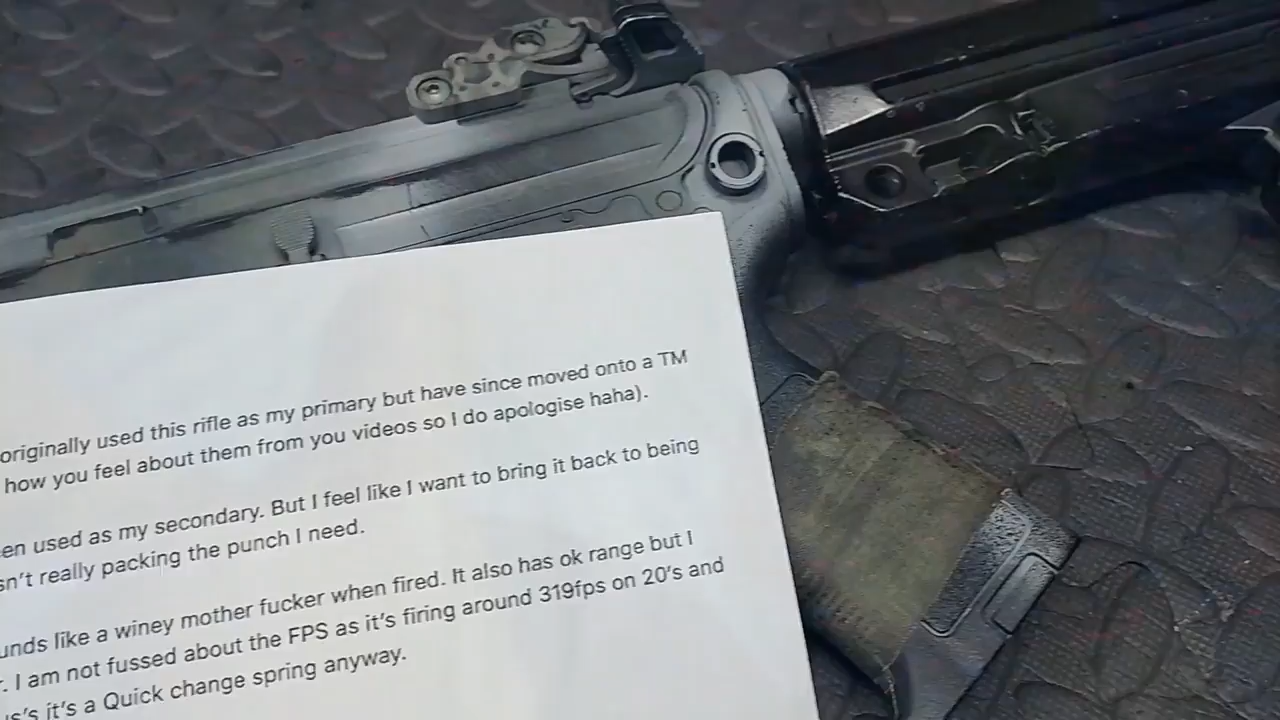 originally used this rifle as my primary but have since moved onto a TM
how you feel about them from you videos so I do apologise haha).
en used as my secondary. But I feel like I want to bring it back to being
sn't really packing the punch I need.
unds like a winey mother fucker when fired. It also has ok range but I
. I am not fussed about the FPS as it's firing around 319fps on 20's and
it's a Quick change spring anyway.